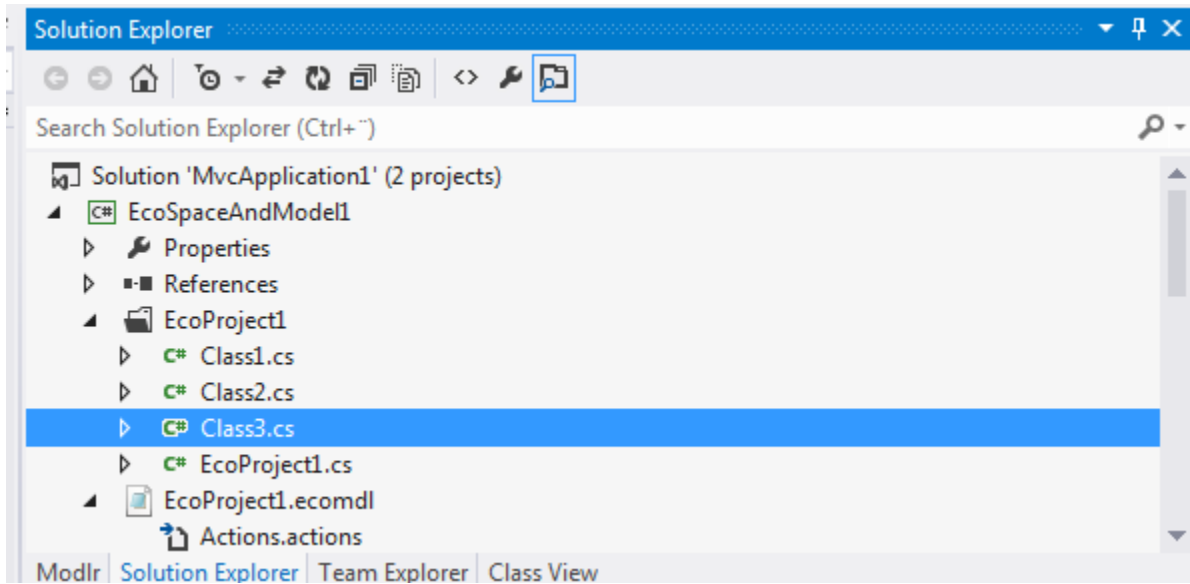 Solution Explorer
Search Solution Explorer (Ctrl+¨)
Solution 'MvcApplication1' (2 projects)
C# EcoSpaceAndModel1
Properties
References
EcoProject1
C# Class1.cs
C# Class2.cs
C# Class3.cs
C# EcoProject1.cs
EcoProject1.ecomdl
Actions.actions
Modlr Solution Explorer Team Explorer Class View